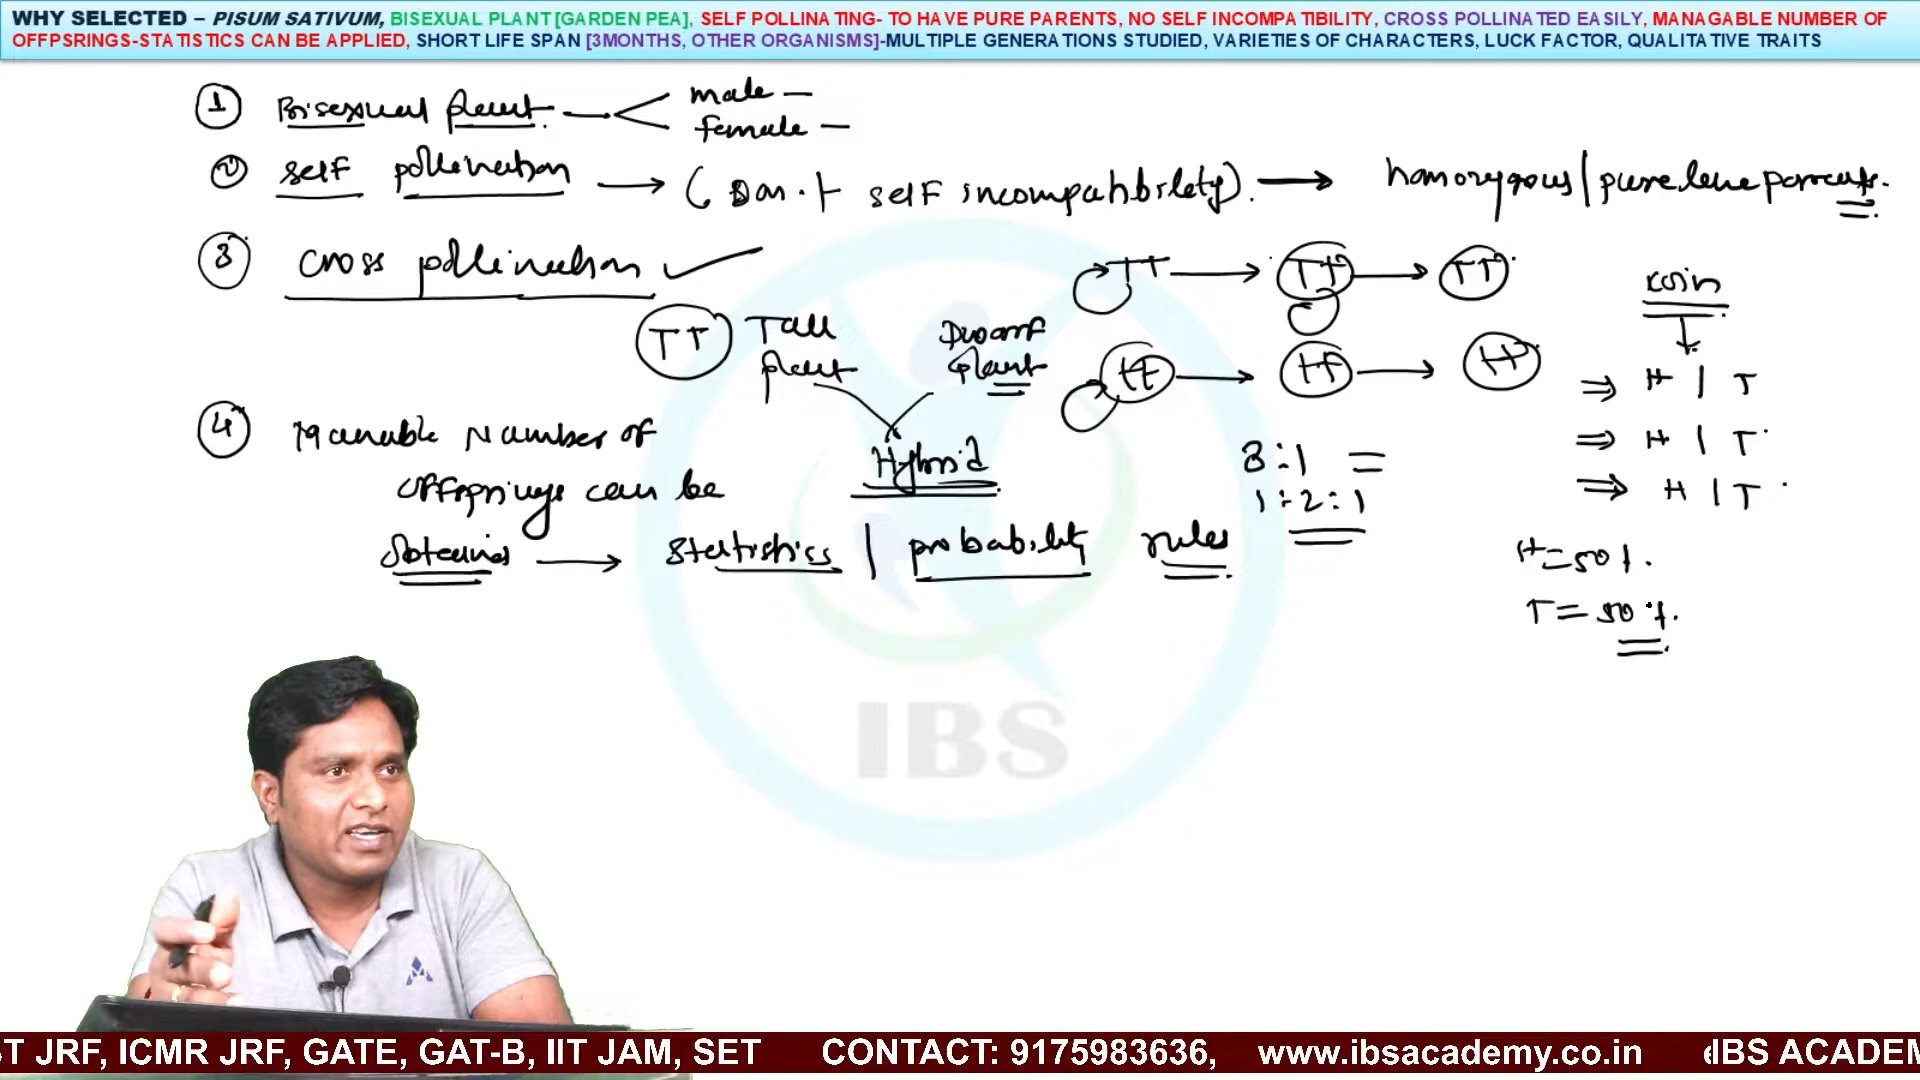 WHY SELECTED – PISUM SATIVUM, BISEXUAL PLANT [GARDEN PEA], SELF POLLINATING- TO HAVE PURE PARENTS, NO SELF INCOMPATIBILITY, CROSS POLLINATED EASILY, MANAGABLE NUMBER OF
OFFPSRINGS-STATISTICS CAN BE APPLIED, SHORT LIFE SPAN [3MONTHS, OTHER ORGANISMS]-MULTIPLE GENERATIONS STUDIED, VARIETIES OF CHARACTERS, LUCK FACTOR, QUALITATIVE TRAITS
① Bisexual plant — male —
female —
② self pollination → (Don't self incompatibility). → homozygous | pureline parents.
③ cross pollination ✓
TT → TT → TT
coin
TT Tall plant Dwarf plant
tt → tt → tt
⇒ H | T
④ Number of
Hybrid
3:1 =
⇒ H | T
offsprings can be
1:2:1
⇒ H | T
→ statistics | probability rules
H = 50%.
T = 50%.
IBS
ST JRF, ICMR JRF, GATE, GAT-B, IIT JAM, SET CONTACT: 9175983636, www.ibsacademy.co.in IBS ACADEM